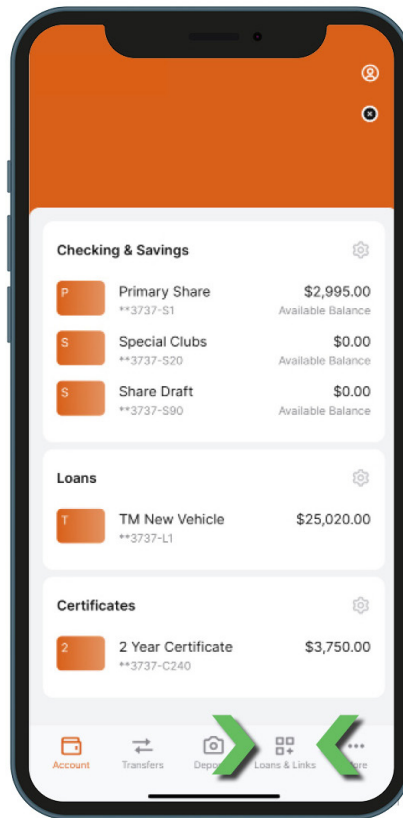 Checking & Savings
P
Primary Share
$2,995.00
**3737-S1
Available Balance
S
Special Clubs
$0.00
**3737-S20
Available Balance
S
Share Draft
$0.00
**3737-S90
Available Balance
Loans
T
TM New Vehicle
$25,020.00
**3737-L1
Certificates
2
2 Year Certificate
$3,750.00
**3737-C240
Account
Transfers
Loans & Links